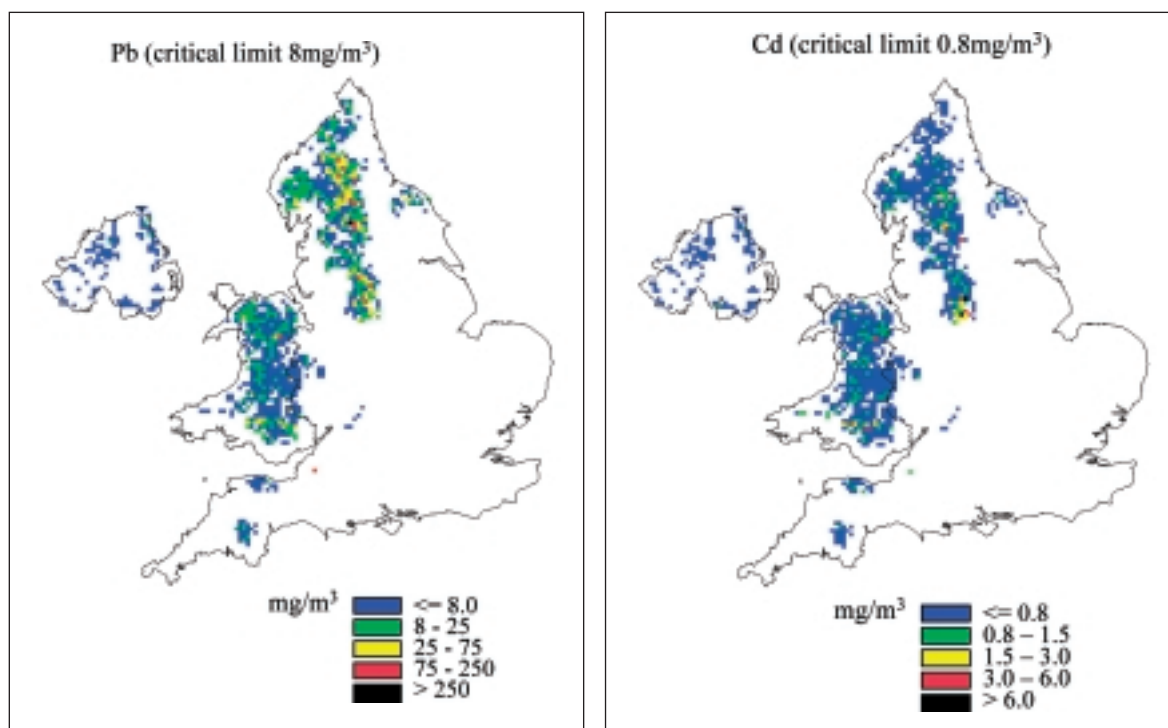 Pb (critical limit 8mg/m³)
mg/m³
<= 8.0
8 - 25
25 - 75
75 - 250
> 250
Cd (critical limit 0.8mg/m³)
mg/m³
<= 0.8
0.8 – 1.5
1.5 – 3.0
3.0 – 6.0
> 6.0